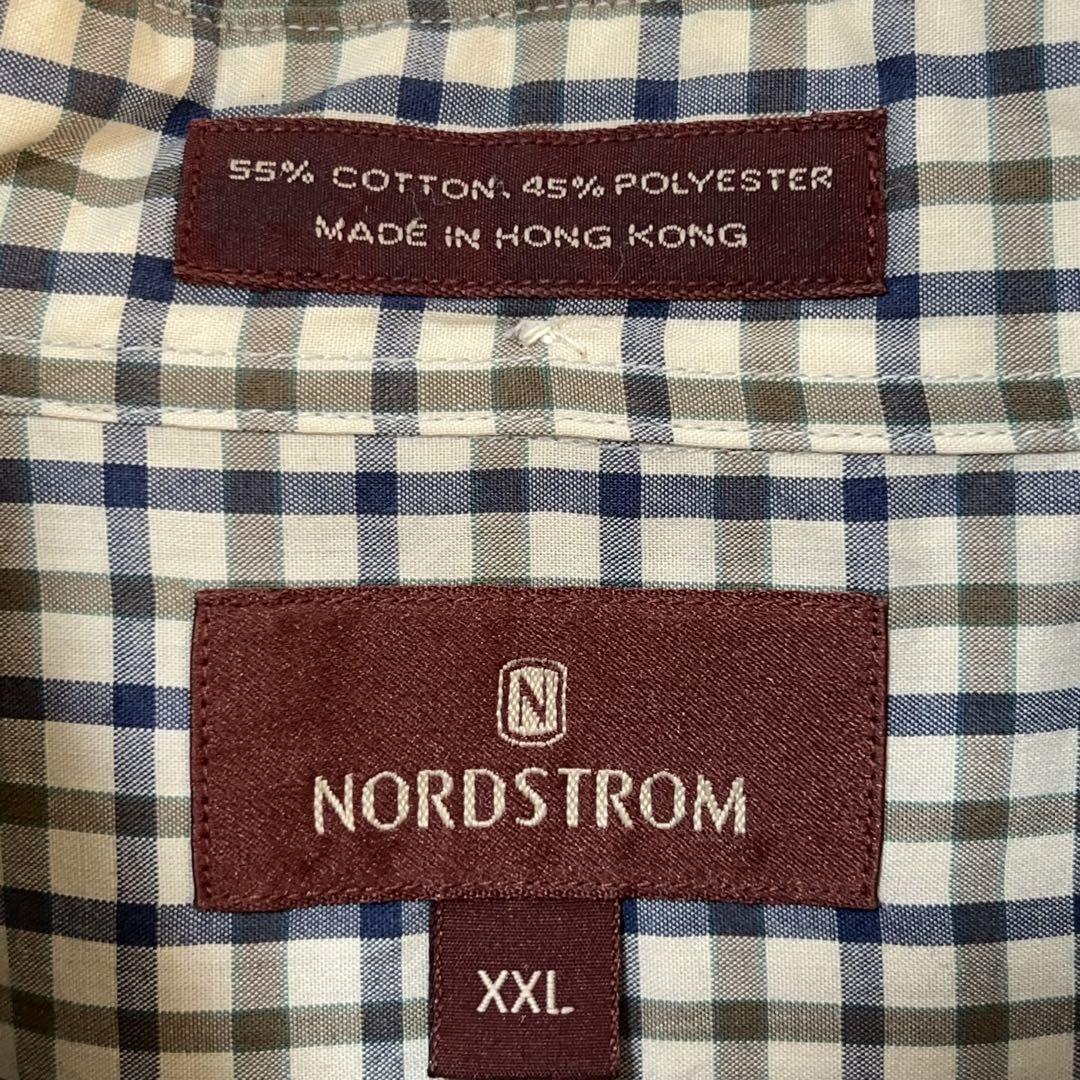 55% COTTON, 45% POLYESTER
MADE IN HONG KONG
N
NORDSTROM
XXL